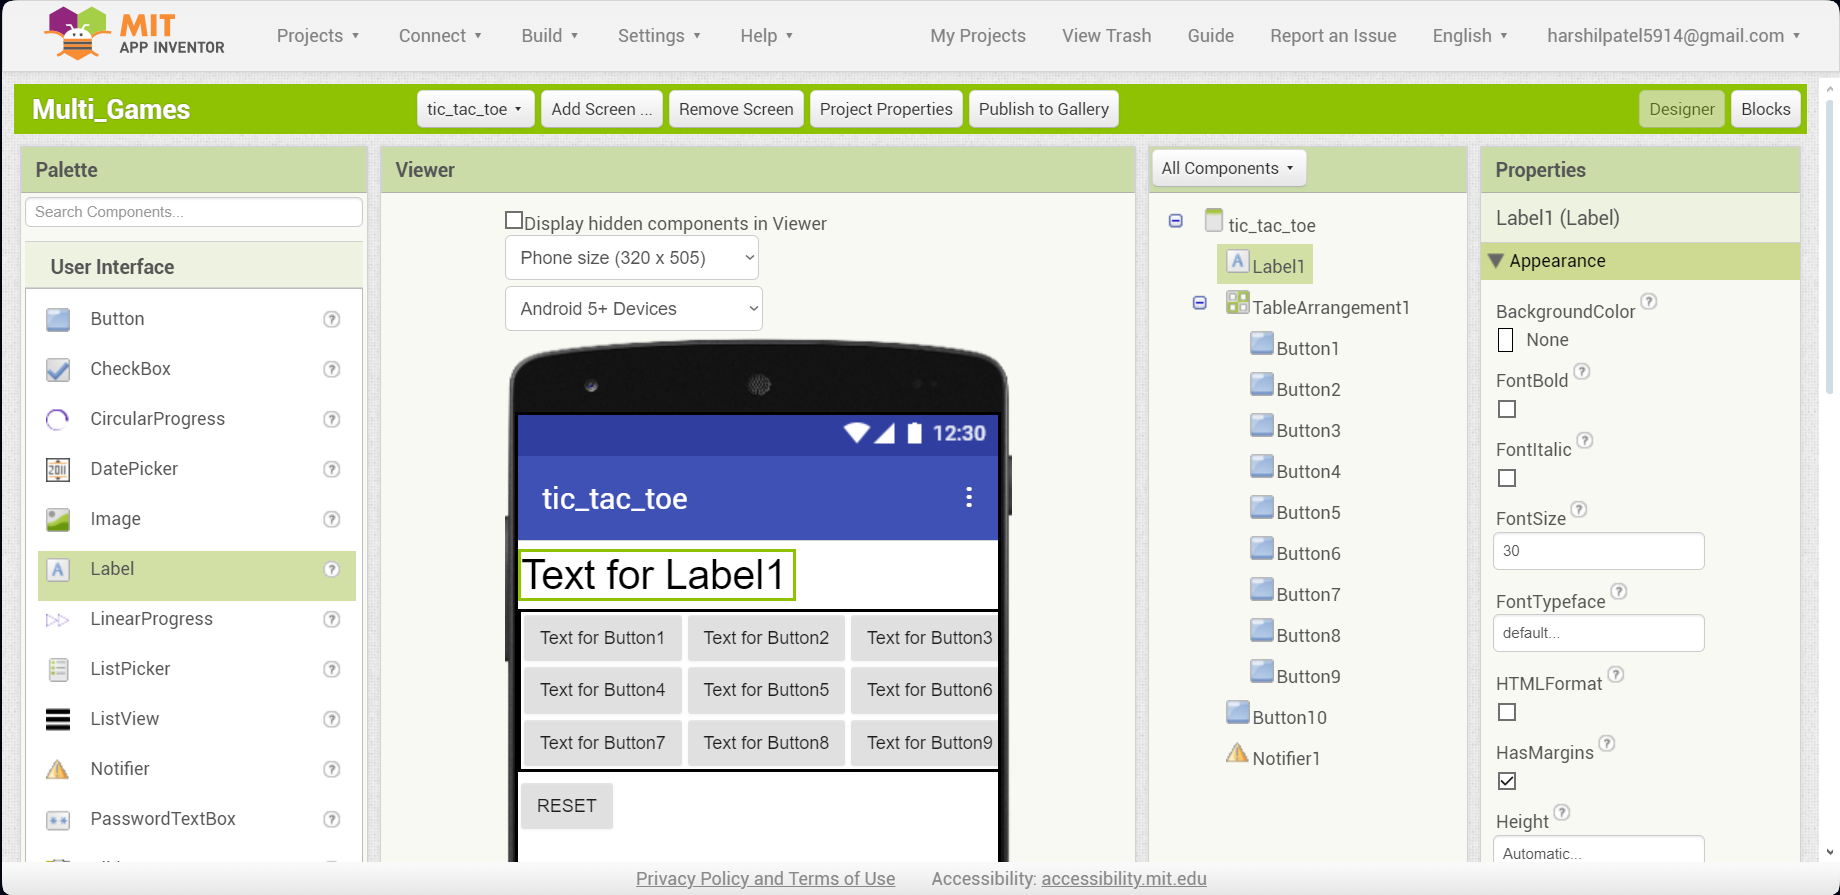 MIT
APP INVENTOR
Projects
Connect
Build
Settings
Help
My Projects
View Trash
Guide
Report an Issue
English
harshilpatel5914@gmail.com
Multi_Games
tic_tac_toe
Add Screen ...
Remove Screen
Project Properties
Publish to Gallery
Designer
Blocks
Palette
Search Components...
User Interface
Button ?
CheckBox ?
CircularProgress ?
2011 DatePicker ?
Image ?
A Label ?
LinearProgress ?
ListPicker ?
ListView ?
Notifier ?
PasswordTextBox ?
Viewer
Display hidden components in Viewer
Phone size (320 x 505)
Android 5+ Devices
12:30
tic_tac_toe
Text for Label1
Text for Button1 Text for Button2 Text for Button3
Text for Button4 Text for Button5 Text for Button6
Text for Button7 Text for Button8 Text for Button9
RESET
All Components
tic_tac_toe
A Label1
TableArrangement1
Button1
Button2
Button3
Button4
Button5
Button6
Button7
Button8
Button9
Button10
Notifier1
Properties
Label1 (Label)
Appearance
BackgroundColor ?
None
FontBold ?
FontItalic ?
FontSize ?
30
FontTypeface ?
default...
HTMLFormat ?
HasMargins ?
Height ?
Automatic...
Privacy Policy and Terms of Use
Accessibility: accessibility.mit.edu